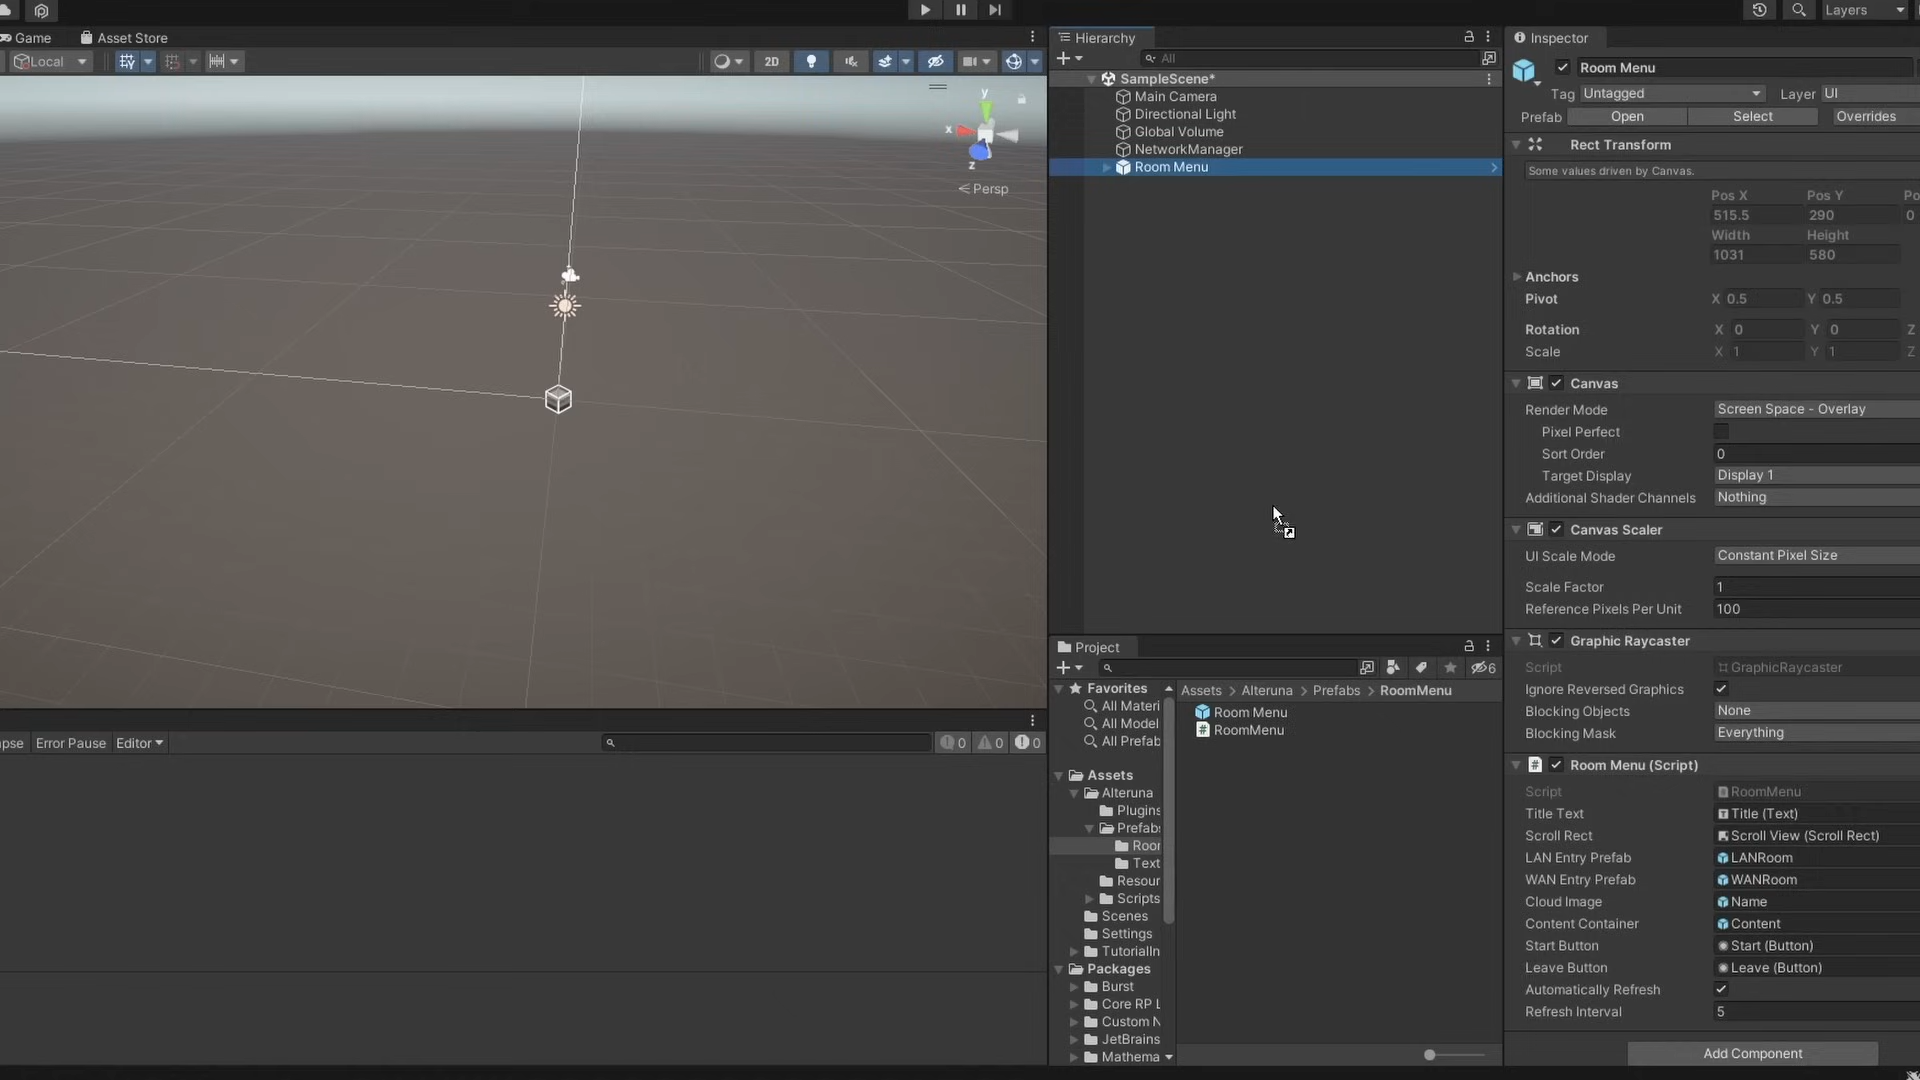 Layers
Game
Asset Store
Local
2D
y
x
z
Persp
Hierarchy
All
SampleScene*
Main Camera
Directional Light
Global Volume
NetworkManager
Room Menu
Inspector
Room Menu
Tag Untagged Layer UI
Prefab Open Select Overrides
Rect Transform
Some values driven by Canvas.
Pos X Pos Y Po
515.5 290 0
Width Height
1031 580
Anchors
Pivot X 0.5 Y 0.5
Rotation X 0 Y 0 Z
Scale X 1 Y 1 Z
Canvas
Render Mode Screen Space - Overlay
Pixel Perfect
Sort Order 0
Target Display Display 1
Additional Shader Channels Nothing
Canvas Scaler
UI Scale Mode Constant Pixel Size
Scale Factor 1
Reference Pixels Per Unit 100
Graphic Raycaster
Script GraphicRaycaster
Ignore Reversed Graphics
Blocking Objects None
Blocking Mask Everything
# Room Menu (Script)
Script RoomMenu
Title Text Title (Text)
Scroll Rect Scroll View (Scroll Rect)
LAN Entry Prefab LANRoom
WAN Entry Prefab WANRoom
Cloud Image Name
Content Container Content
Start Button Start (Button)
Leave Button Leave (Button)
Automatically Refresh
Refresh Interval 5
Add Component
Project
6
Favorites
All Materi
All Model
All Prefab
Assets
Alteruna
Plugins
Prefab
Roor
Text
Resour
Scripts
Scenes
Settings
TutorialIn
Packages
Burst
Core RP L
Custom N
JetBrains
Mathema
Assets > Alteruna > Prefabs > RoomMenu
Room Menu
# RoomMenu
pse Error Pause Editor
0 0 0